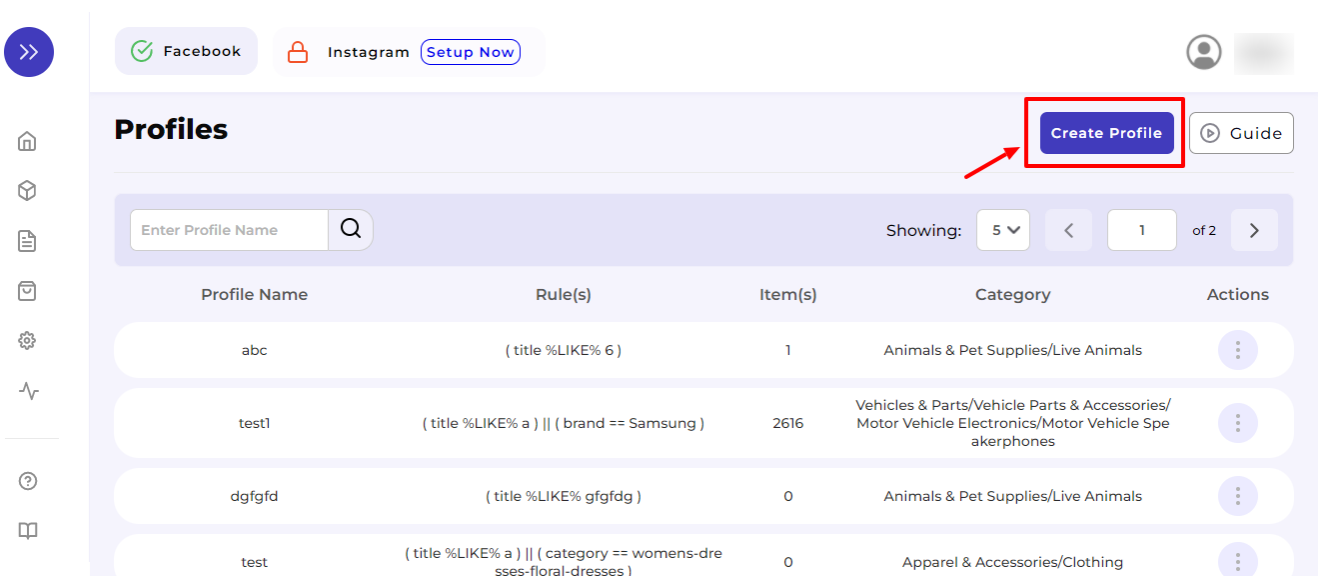 Facebook
Instagram Setup Now
Profiles
Create Profile
Guide
Enter Profile Name
Showing: 5 1 of 2
Profile Name Rule(s) Item(s) Category Actions
abc ( title %LIKE% 6 ) 1 Animals & Pet Supplies/Live Animals
test1 ( title %LIKE% a ) || ( brand == Samsung ) 2616 Vehicles & Parts/Vehicle Parts & Accessories/
Motor Vehicle Electronics/Motor Vehicle Spe
akerphones
dgfgfd ( title %LIKE% gfgfdg ) 0 Animals & Pet Supplies/Live Animals
test ( title %LIKE% a ) || ( category == womens-dre
sses-floral-dresses ) 0 Apparel & Accessories/Clothing